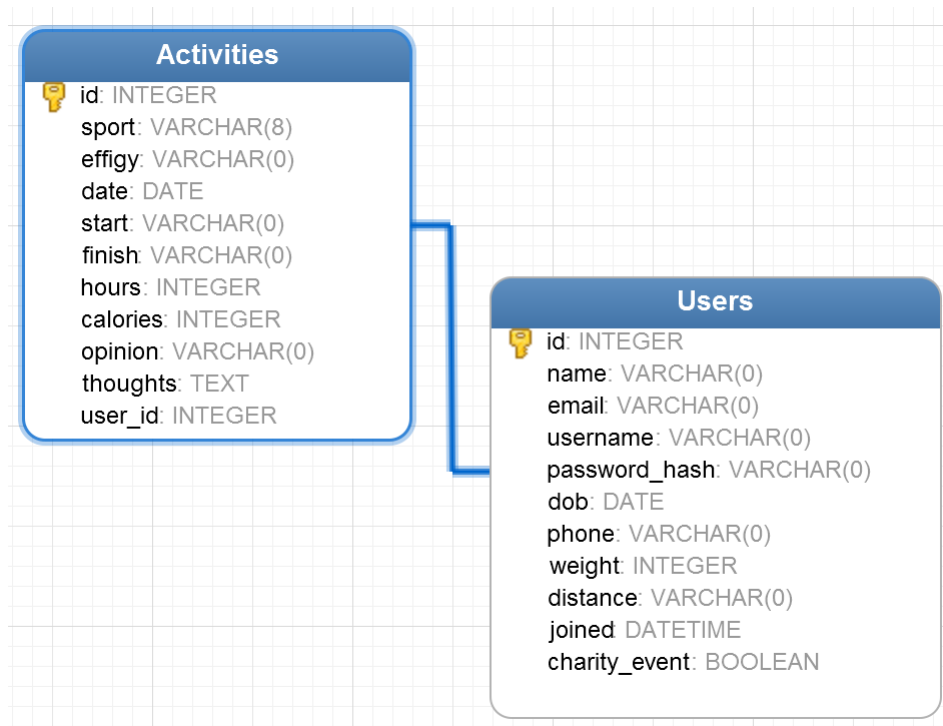 Activities
id: INTEGER
sport: VARCHAR(8)
effigy: VARCHAR(0)
date: DATE
start: VARCHAR(0)
finish: VARCHAR(0)
hours: INTEGER
calories: INTEGER
opinion: VARCHAR(0)
thoughts: TEXT
user_id: INTEGER
Users
id: INTEGER
name: VARCHAR(0)
email: VARCHAR(0)
username: VARCHAR(0)
password_hash: VARCHAR(0)
dob: DATE
phone: VARCHAR(0)
weight: INTEGER
distance: VARCHAR(0)
joined: DATETIME
charity_event: BOOLEAN